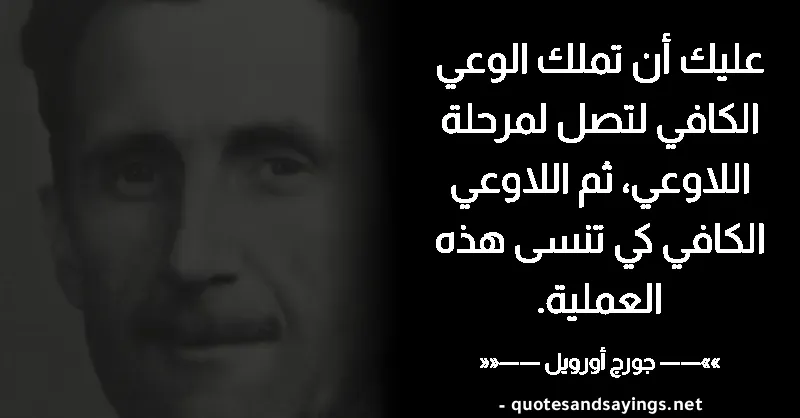 عليك أن تملك الوعي
الكافي لتصل لمرحلة
اللاوعي، ثم اللاوعي
الكافي كي تنسى هذه
العملية.
»»—— جورج أورويل ——««
- quotesandsayings.net